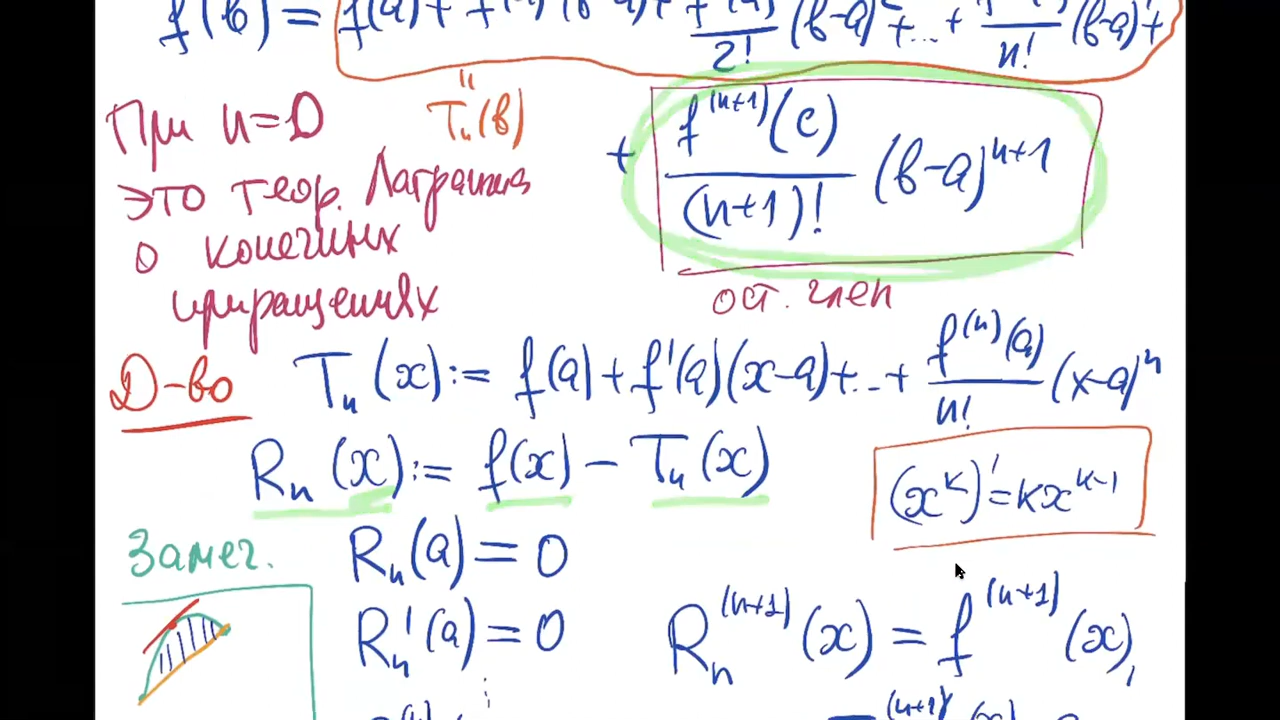 f(b) = f(a) + f'(a)(b-a) + f''(a)/2! (b-a)² + ... + f⁽ⁿ⁾(a)/n! (b-a)ⁿ +
" Tₙ(b)
При n=0
это теор. Лагранжа
о конечных
приращениях
+ f⁽ⁿ⁺¹⁾(c)/(n+1)! (b-a)ⁿ⁺¹
ост. член
Д-во Tₙ(x) := f(a) + f'(a)(x-a) + ... + f⁽ⁿ⁾(a)/n! (x-a)ⁿ
Rₙ(x) := f(x) - Tₙ(x)
(xᵏ)' = kxᵏ⁻¹
Замеч.
Rₙ(a) = 0
Rₙ'(a) = 0
Rₙ⁽ⁿ⁺¹⁾(x) = f⁽ⁿ⁺¹⁾(x),